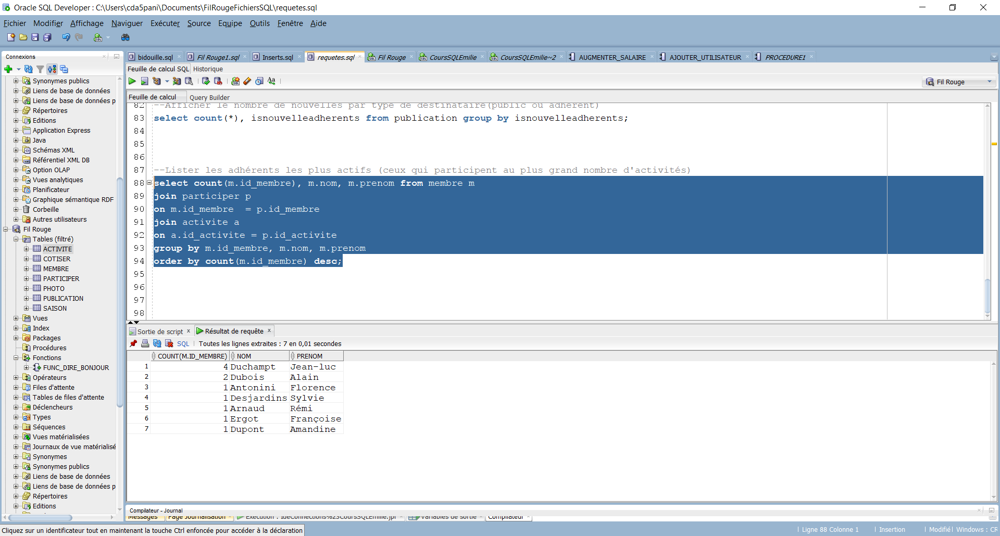 Oracle SQL Developer : C:\Users\cda5pani\Documents\FilRougeFichiersSQL\requetes.sql
Fichier Modifier Affichage Naviguer Exécuter Source Equipe Outils Fenêtre Aide
Connexions
Synonymes publics
Liens de base de données
Liens de base de données p
Répertoires
Editions
Application Express
Java
Schémas XML
Référentiel XML DB
Option OLAP
Vues analytiques
Planificateur
Graphique sémantique RDF
Corbeille
Autres utilisateurs
Fil Rouge
Tables (filtré)
ACTIVITE
COTISER
MEMBRE
PARTICIPER
PHOTO
PUBLICATION
SAISON
Vues
Index
Packages
Procédures
Fonctions
FUNC_DIRE_BONJOUR
Opérateurs
Files d'attente
Tables de files d'attente
Déclencheurs
Types
Séquences
Vues matérialisées
Journaux de vue matérialisé
Synonymes
Synonymes publics
Liens de base de données
Liens de base de données p
Répertoires
Editions
bidouille.sql Fil Rouge1.sql Inserts.sql requetes.sql Fil Rouge CoursSQLEmilie CoursSQLEmilie~2 AUGMENTER_SALAIRE AJOUTER_UTILISATEUR PROCEDURE1
Feuille de calcul SQL Historique
Fil Rouge
Feuille de calcul Query Builder
82 --Afficher le nombre de nouvelles par type de destinataire(public ou adhérent)
83 select count(*), isnouvelleadherents from publication group by isnouvelleadherents;
84
85
86
87 --Lister les adhérents les plus actifs (ceux qui participent au plus grand nombre d'activités)
88 select count(m.id_membre), m.nom, m.prenom from membre m
89 join participer p
90 on m.id_membre  = p.id_membre
91 join activite a
92 on a.id_activite = p.id_activite
93 group by m.id_membre, m.nom, m.prenom
94 order by count(m.id_membre) desc;
95
96
97
98
Sortie de script x Résultat de requête x
SQL | Toutes les lignes extraites : 7 en 0,01 secondes
COUNT(M.ID_MEMBRE) NOM PRENOM
1 4 Duchampt Jean-luc
2 2 Dubois Alain
3 1 Antonini Florence
4 1 Desjardins Sylvie
5 1 Arnaud Rémi
6 1 Ergot Françoise
7 1 Dupont Amandine
Compilateur - Journal
Messages Page Journalisation Exécution : IdeConnections%23CoursSQLEmilie.jpr Variables de sortie Compilateur
Cliquez sur un identificateur tout en maintenant la touche Ctrl enfoncée pour accéder à la déclaration
Ligne 88 Colonne 1 | Insertion | Modifié | Windows : CR